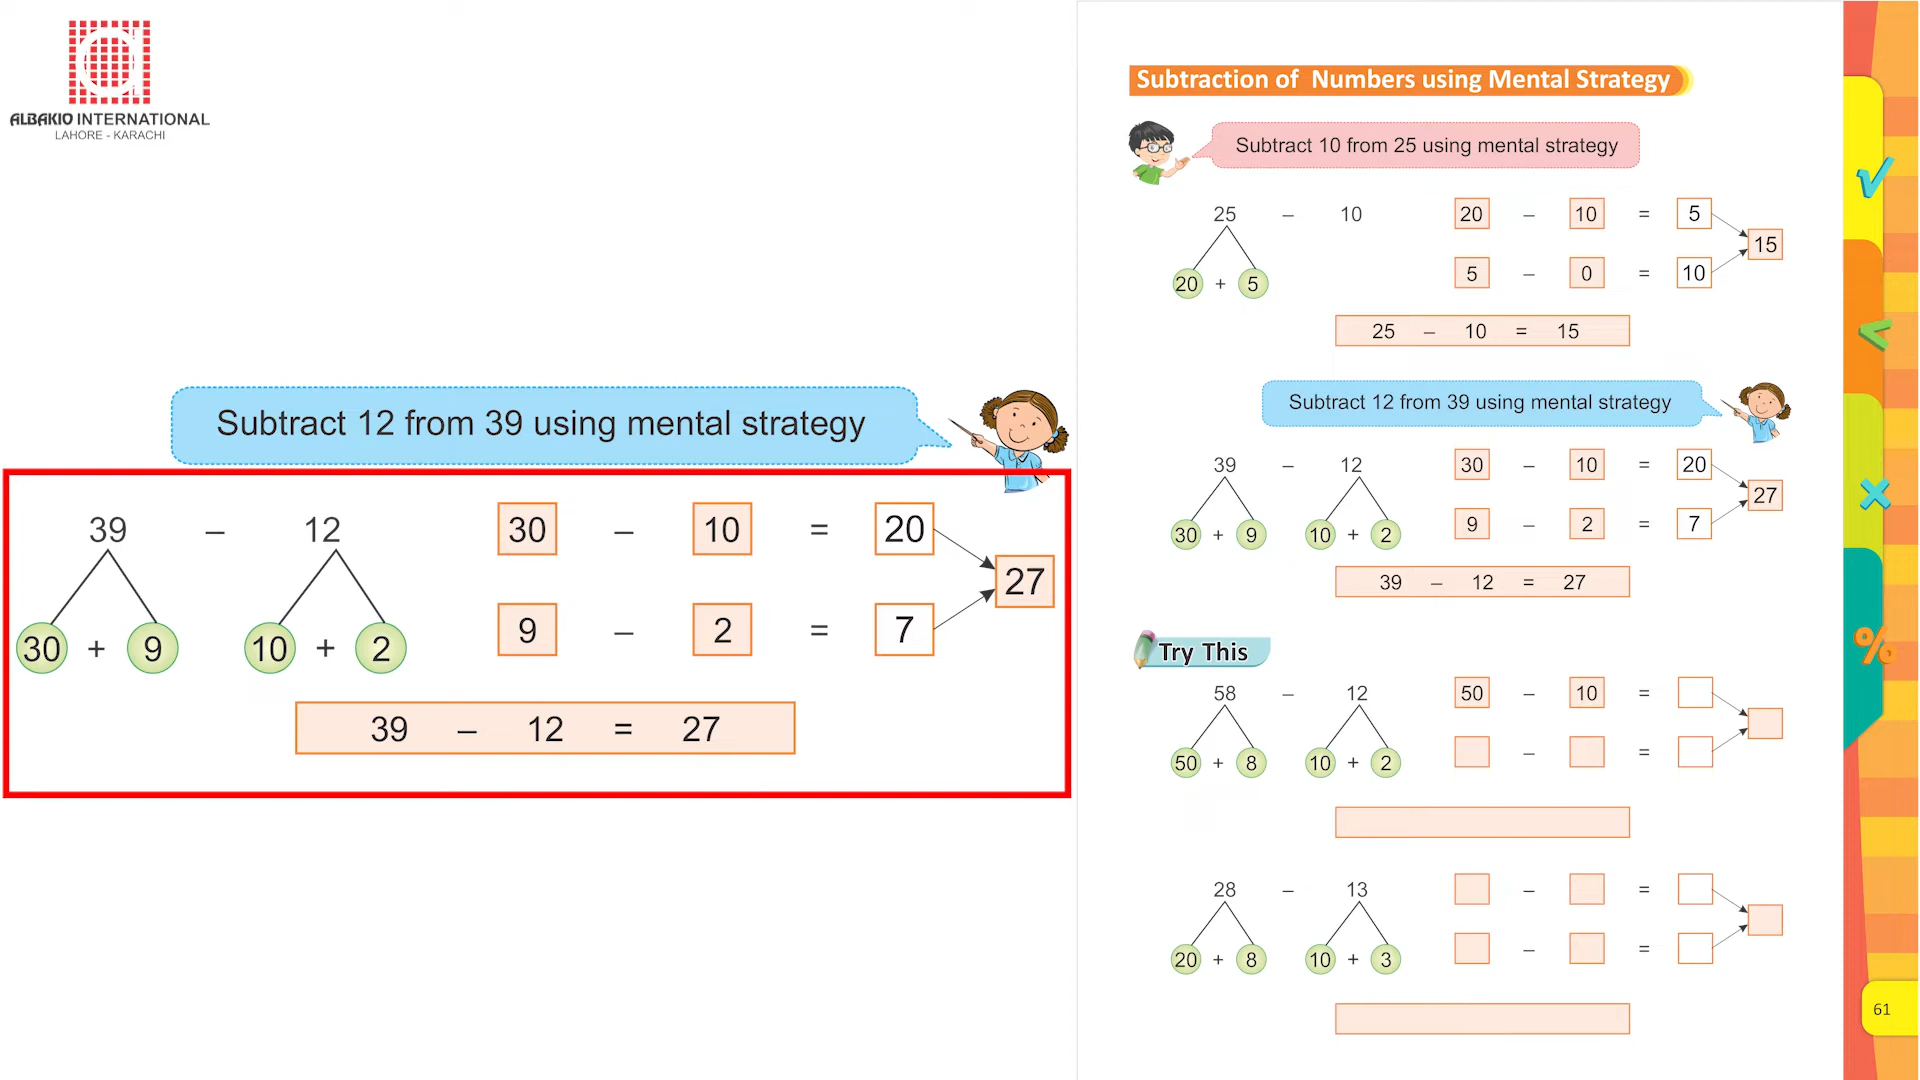 ALBAKIO INTERNATIONAL
LAHORE - KARACHI
Subtract 12 from 39 using mental strategy
39 – 12
30 + 9 10 + 2
30 – 10 = 20
9 – 2 = 7
27
39 – 12 = 27
Subtraction of Numbers using Mental Strategy
Subtract 10 from 25 using mental strategy
25 – 10
20 + 5
20 – 10 = 5
5 – 0 = 10
15
25 – 10 = 15
Subtract 12 from 39 using mental strategy
39 – 12
30 + 9 10 + 2
30 – 10 = 20
9 – 2 = 7
27
39 – 12 = 27
Try This
58 – 12
50 + 8 10 + 2
50 – 10 =
– =
28 – 13
20 + 8 10 + 3
– =
– =
√
<
×
%
61